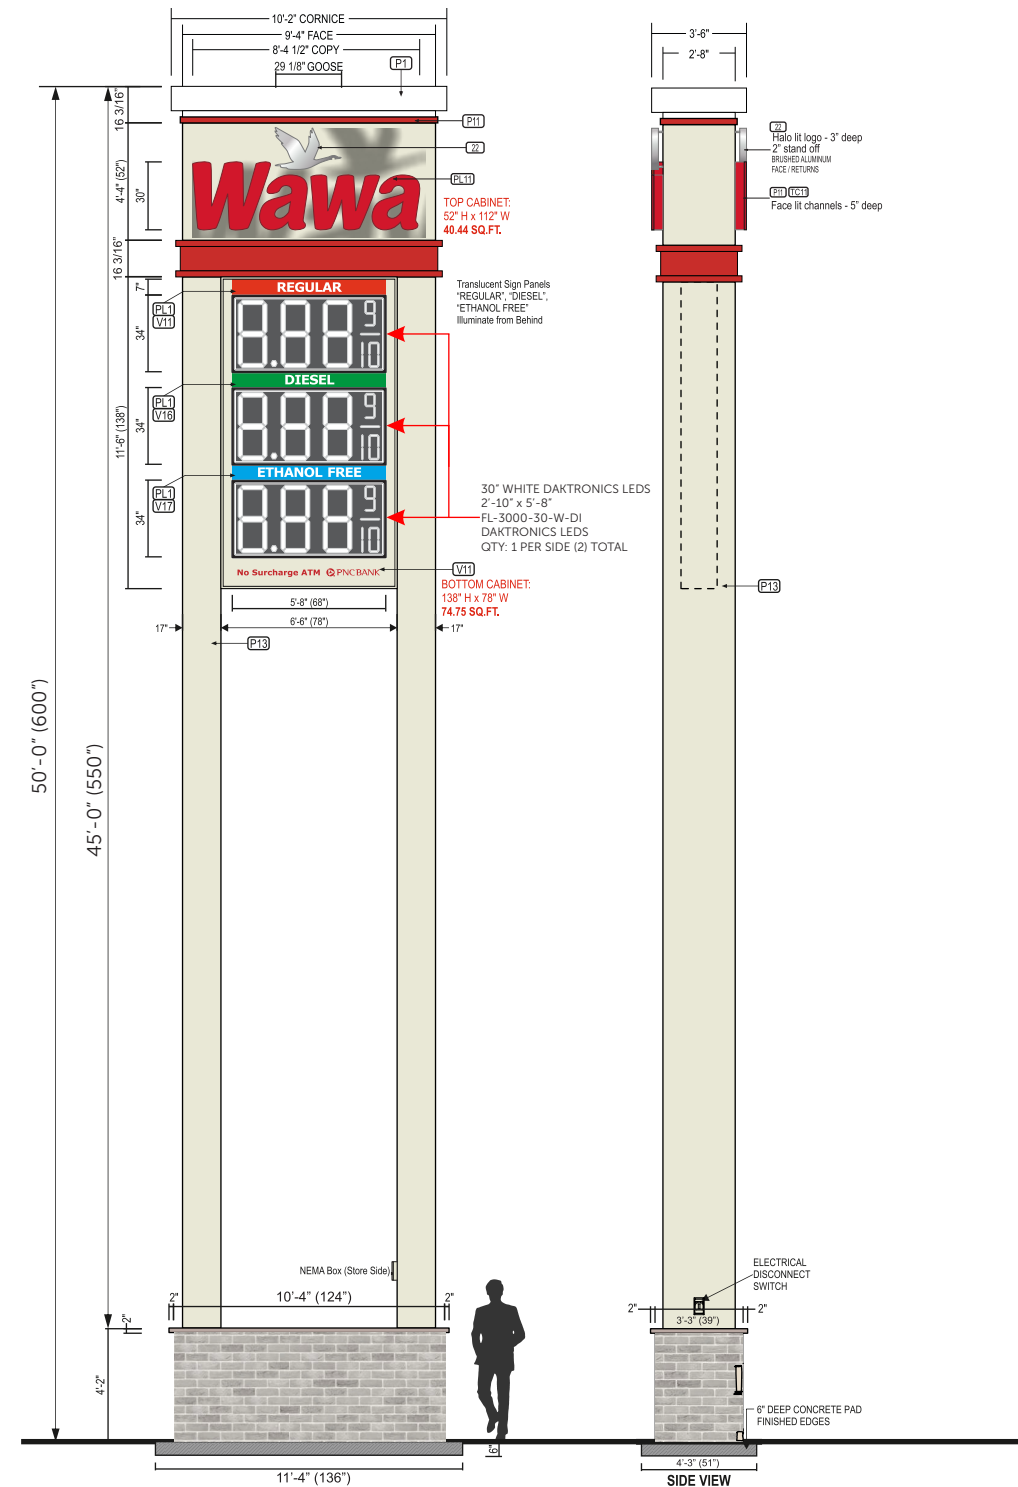 10'-2" CORNICE
9'-4" FACE
8'-4 1/2" COPY
29 1/8" GOOSE
P1
16 3/16"
P11
22
PL11
4'-4" (52")
30"
Wawa
TOP CABINET:
52" H x 112" W
40.44 SQ.FT.
16 3/16"
7"
REGULAR
Translucent Sign Panels
"REGULAR", "DIESEL",
"ETHANOL FREE"
Illuminate from Behind
PL1
V11
34"
8.88 9/10
DIESEL
PL1
V16
34"
11'-6" (138")
8.88 9/10
ETHANOL FREE
PL1
V17
34"
8.88 9/10
30" WHITE DAKTRONICS LEDS
2'-10" x 5'-8"
FL-3000-30-W-DI
DAKTRONICS LEDS
QTY: 1 PER SIDE (2) TOTAL
No Surcharge ATM PNCBANK
V11
BOTTOM CABINET:
138" H x 78" W
74.75 SQ.FT.
5'-8" (68")
6'-6" (78")
17"
17"
P13
50'-0" (600")
45'-0" (550")
NEMA Box (Store Side)
2"
10'-4" (124")
2"
2"
4'-2"
6"
11'-4" (136")
3'-6"
2'-8"
22
Halo lit logo - 3" deep
2" stand off
BRUSHED ALUMINUM
FACE / RETURNS
P11 TC11
Face lit channels - 5" deep
P13
ELECTRICAL
DISCONNECT
SWITCH
2"
2"
3'-3" (39")
6" DEEP CONCRETE PAD
FINISHED EDGES
4'-3" (51")
SIDE VIEW